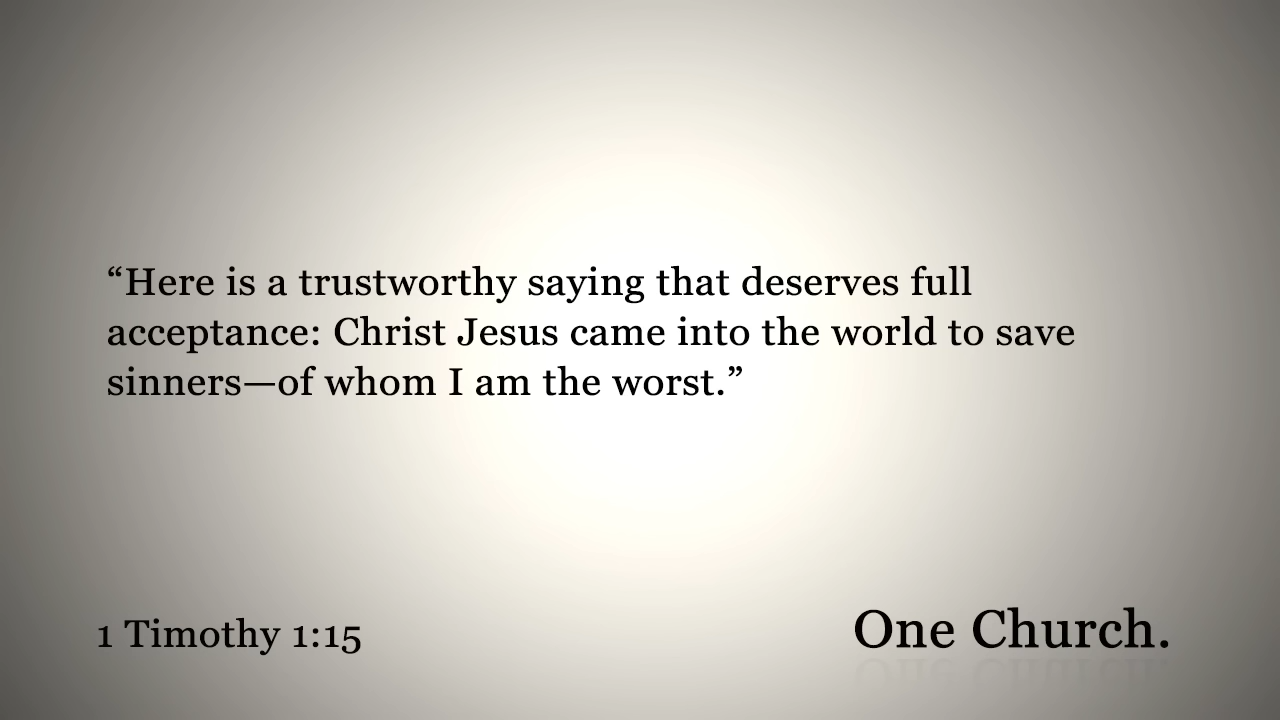 “Here is a trustworthy saying that deserves full
acceptance: Christ Jesus came into the world to save
sinners—of whom I am the worst.”
1 Timothy 1:15
One Church.